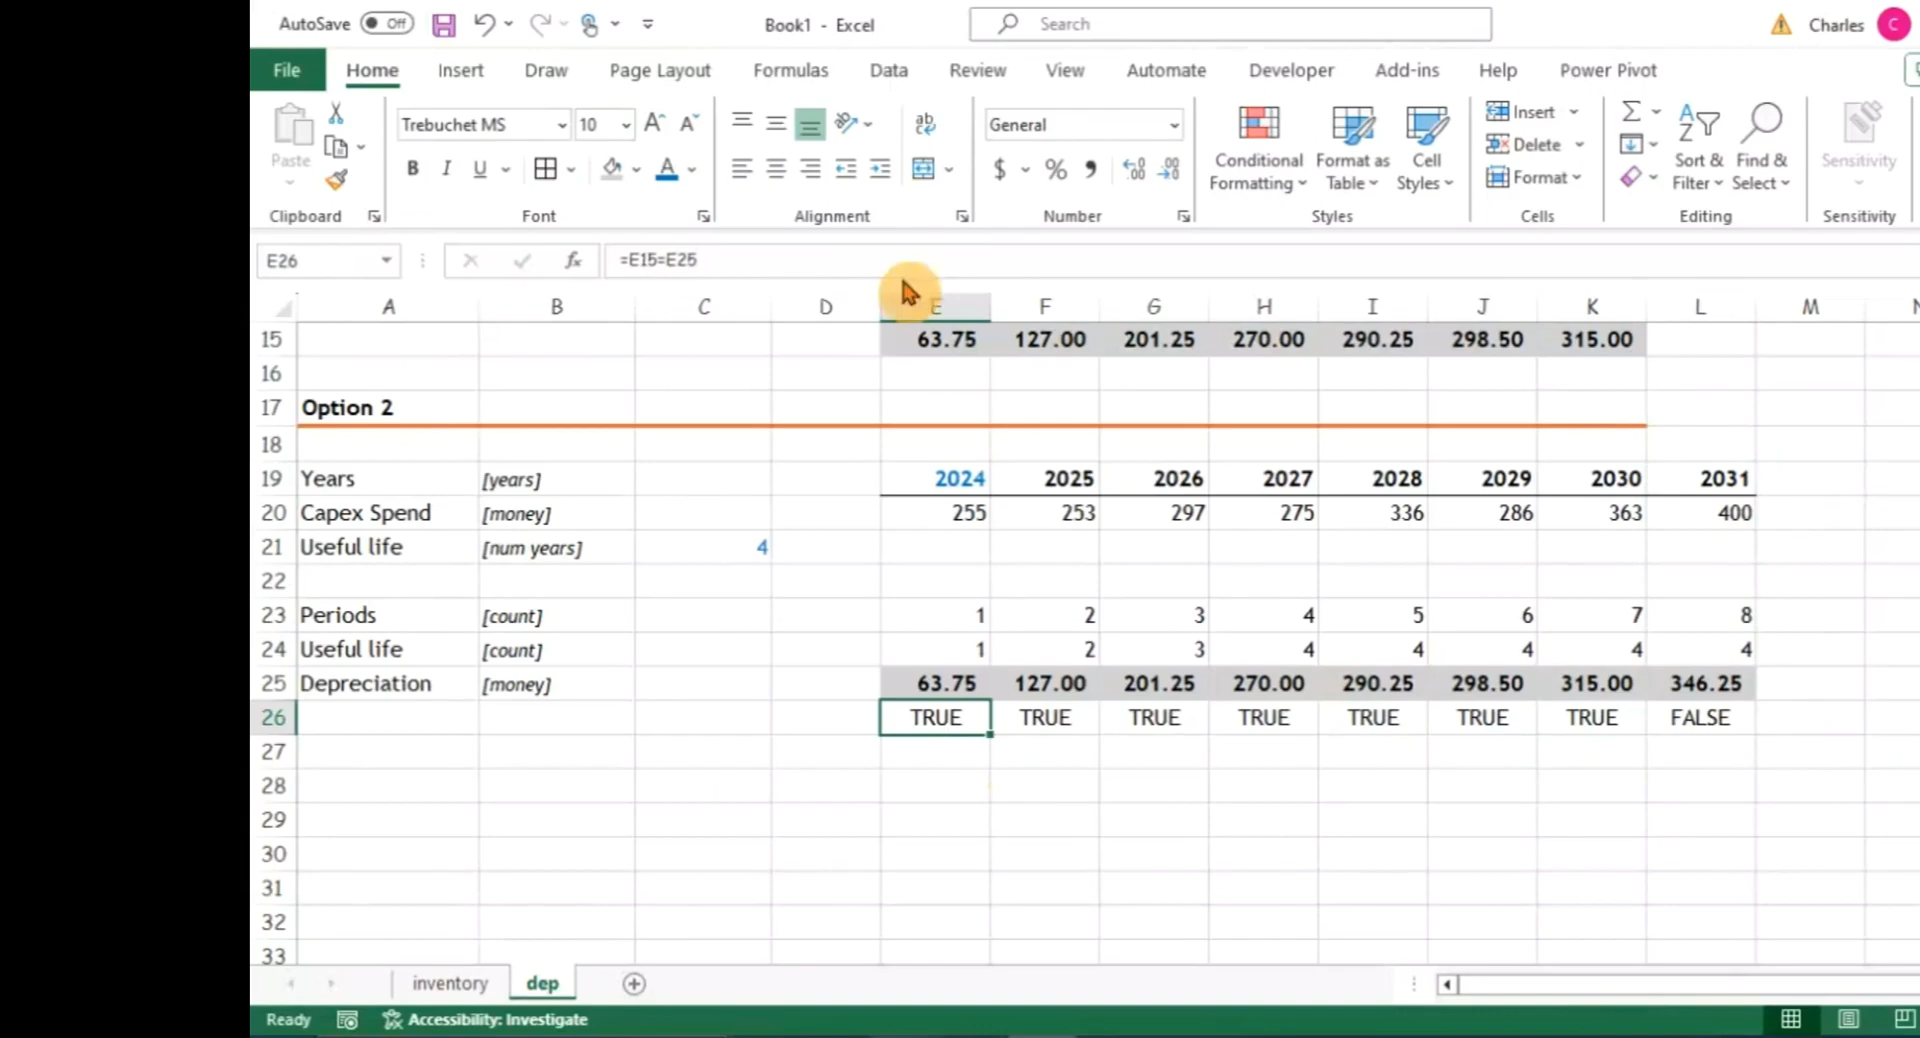 AutoSave Off Book1 - Excel Search Charles C
File Home Insert Draw Page Layout Formulas Data Review View Automate Developer Add-ins Help Power Pivot
Paste Trebuchet MS 10 A^ A˅ ab General Conditional Formatting Format as Table Cell Styles Insert Delete Format Sort & Filter Find & Select Sensitivity
B I U A $ % 9 .00 .00
Clipboard Font Alignment Number Styles Cells Editing Sensitivity
E26 fx =E15=E25
A B C D E F G H I J K L M
15 63.75 127.00 201.25 270.00 290.25 298.50 315.00
16
17 Option 2
18
19 Years [years] 2024 2025 2026 2027 2028 2029 2030 2031
20 Capex Spend [money] 255 253 297 275 336 286 363 400
21 Useful life [num years] 4
22
23 Periods [count] 1 2 3 4 5 6 7 8
24 Useful life [count] 1 2 3 4 4 4 4 4
25 Depreciation [money] 63.75 127.00 201.25 270.00 290.25 298.50 315.00 346.25
26 TRUE TRUE TRUE TRUE TRUE TRUE TRUE FALSE
27
28
29
30
31
32
33
inventory dep
Ready Accessibility: Investigate